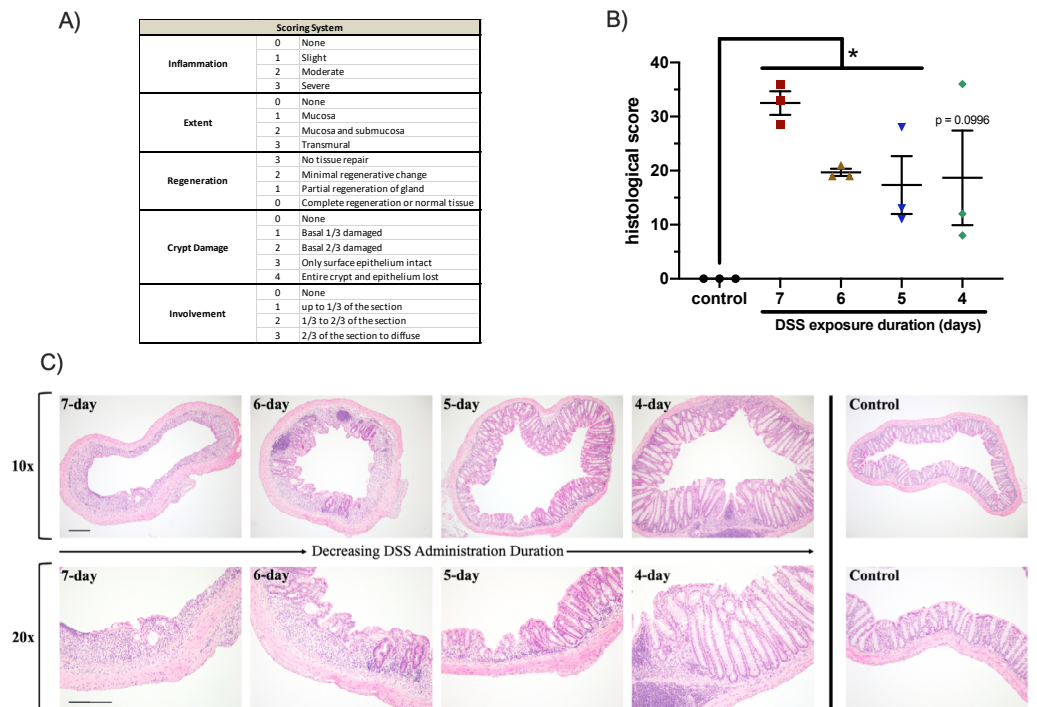 A)
Scoring System
Inflammation
0 None
1 Slight
2 Moderate
3 Severe
Extent
0 None
1 Mucosa
2 Mucosa and submucosa
3 Transmural
Regeneration
3 No tissue repair
2 Minimal regenerative change
1 Partial regeneration of gland
0 Complete regeneration or normal tissue
Crypt Damage
0 None
1 Basal 1/3 damaged
2 Basal 2/3 damaged
3 Only surface epithelium intact
4 Entire crypt and epithelium lost
Involvement
0 None
1 up to 1/3 of the section
2 1/3 to 2/3 of the section
3 2/3 of the section to diffuse
B)
histological score
40
30
20
10
0
*
p = 0.0996
control 7 6 5 4
DSS exposure duration (days)
C)
10x
7-day 6-day 5-day 4-day Control
Decreasing DSS Administration Duration
20x
7-day 6-day 5-day 4-day Control